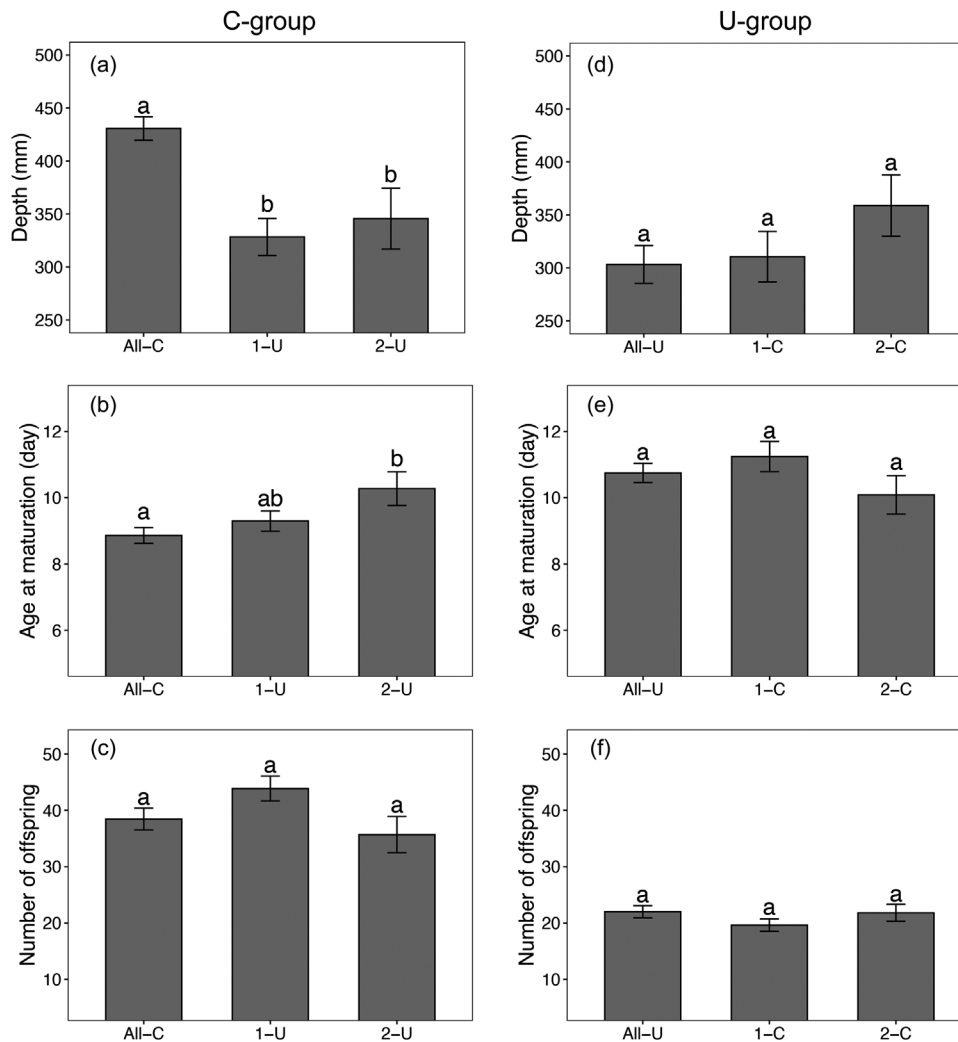 C-group
U-group
(a)
Depth (mm)
500
450
400
350
300
250
a
b
b
All–C
1–U
2–U
(d)
Depth (mm)
500
450
400
350
300
250
a
a
a
All–U
1–C
2–C
(b)
Age at maturation (day)
12
10
8
6
a
ab
b
All–C
1–U
2–U
(e)
Age at maturation (day)
12
10
8
6
a
a
a
All–U
1–C
2–C
(c)
Number of offspring
50
40
30
20
10
a
a
a
All–C
1–U
2–U
(f)
Number of offspring
50
40
30
20
10
a
a
a
All–U
1–C
2–C